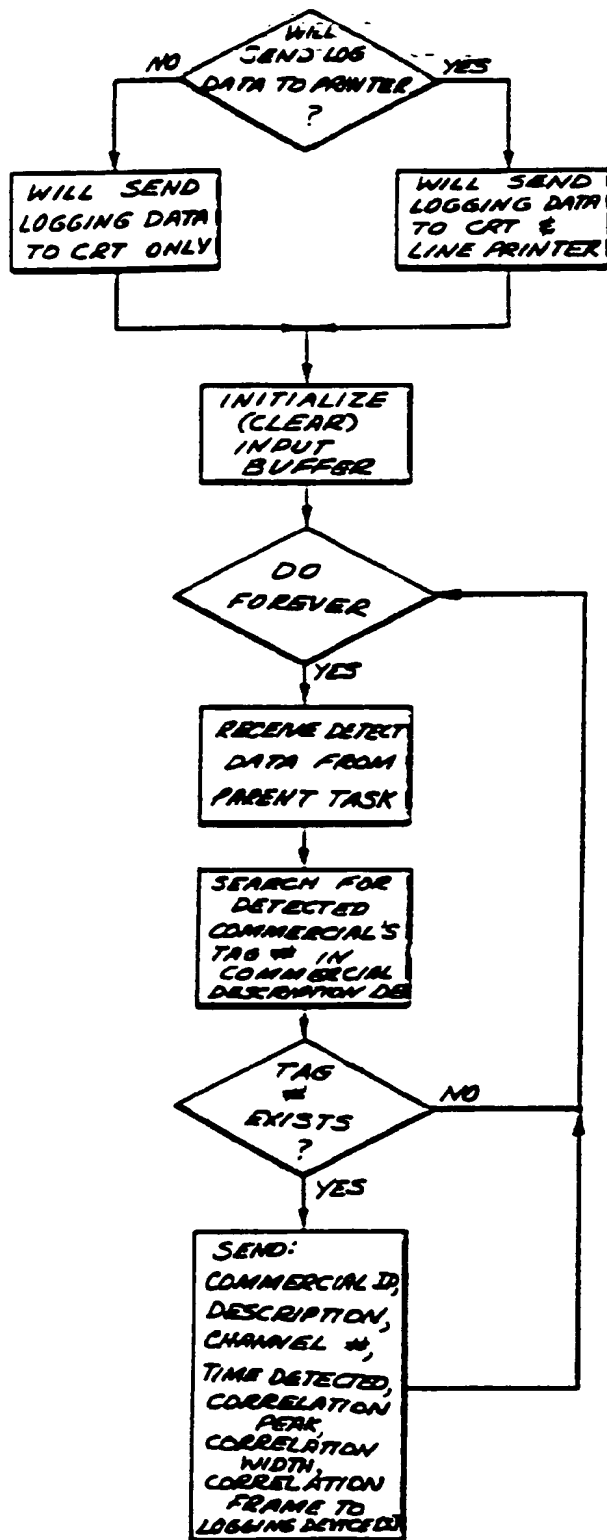 WILL
SEND LOG
DATA TO PRINTER
?
NO
YES
WILL SEND
LOGGING DATA
TO CRT ONLY
WILL SEND
LOGGING DATA
TO CRT &
LINE PRINTER
INITIALIZE
(CLEAR)
INPUT
BUFFER
DO
FOREVER
YES
RECEIVE DETECT
DATA FROM
PARENT TASK
SEARCH FOR
DETECTED
COMMERCIAL'S
TAG # IN
COMMERCIAL
DESCRIPTION
TAG
#
EXISTS
?
NO
YES
SEND:
COMMERCIAL ID,
DESCRIPTION,
CHANNEL #,
TIME DETECTED,
CORRELATION
PEAK,
CORRELATION
WIDTH,
CORRELATION
FRAME TO
LOGGING DEVICE